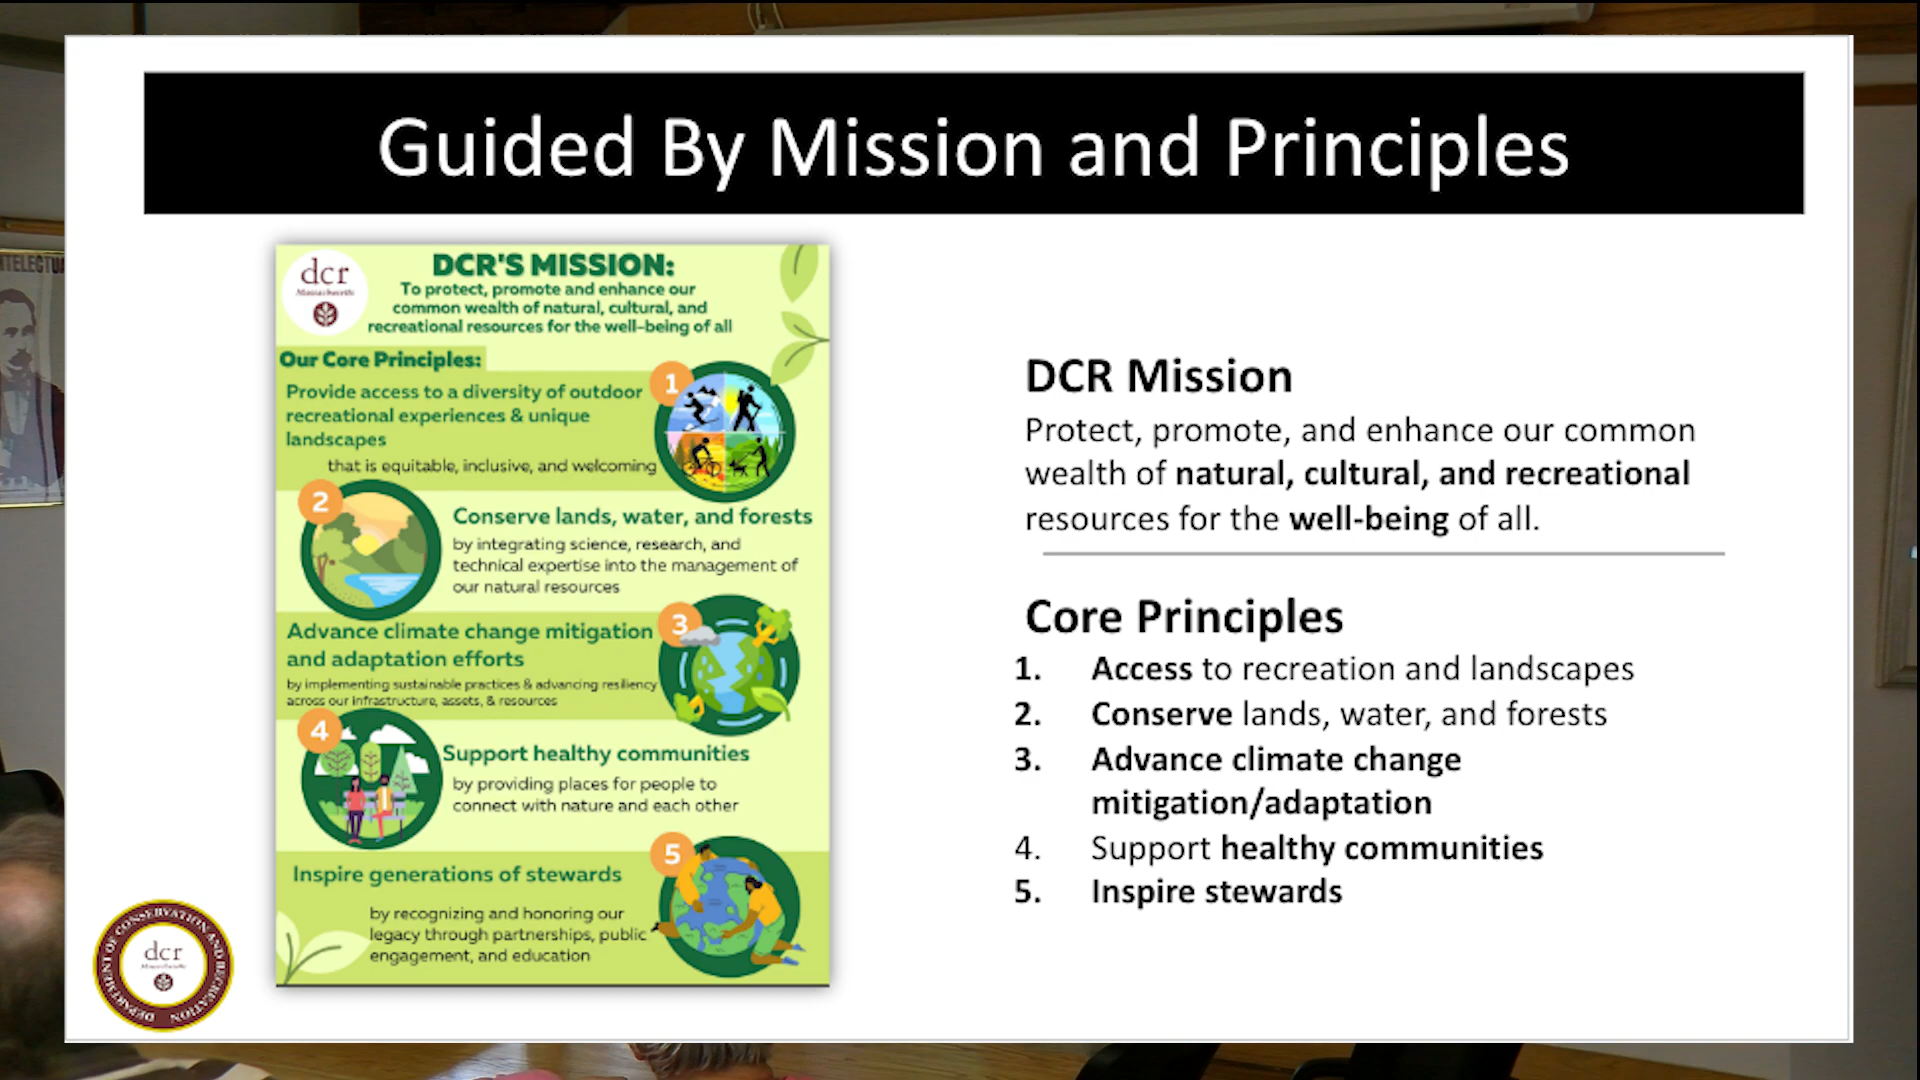 Guided By Mission and Principles
TELECTUA
dcr
Massachusetts
DCR'S MISSION:
To protect, promote and enhance our
common wealth of natural, cultural, and
recreational resources for the well-being of all
Our Core Principles:
1
Provide access to a diversity of outdoor
recreational experiences & unique
landscapes
that is equitable, inclusive, and welcoming
2
Conserve lands, water, and forests
by integrating science, research, and
technical expertise into the management of
our natural resources
3
Advance climate change mitigation
and adaptation efforts
by implementing sustainable practices & advancing resiliency
across our infrastructure, assets, & resources
4
Support healthy communities
by providing places for people to
connect with nature and each other
5
Inspire generations of stewards
by recognizing and honoring our
legacy through partnerships, public
engagement, and education
DCR Mission
Protect, promote, and enhance our common
wealth of natural, cultural, and recreational
resources for the well-being of all.
Core Principles
1. Access to recreation and landscapes
2. Conserve lands, water, and forests
3. Advance climate change
mitigation/adaptation
4. Support healthy communities
5. Inspire stewards
DEPARTMENT OF CONSERVATION AND RECREATION
dcr
Massachusetts